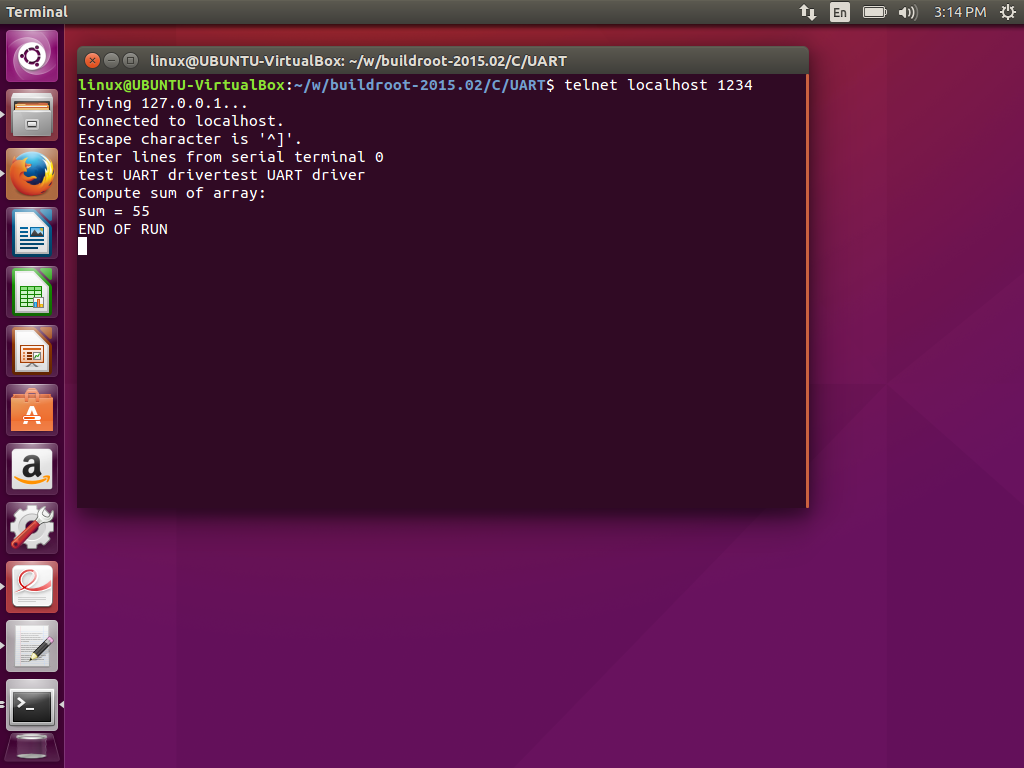 Terminal
En
3:14 PM
linux@UBUNTU-VirtualBox: ~/w/buildroot-2015.02/C/UART
linux@UBUNTU-VirtualBox:~/w/buildroot-2015.02/C/UART$ telnet localhost 1234
Trying 127.0.0.1...
Connected to localhost.
Escape character is '^]'.
Enter lines from serial terminal 0
test UART drivertest UART driver
Compute sum of array:
sum = 55
END OF RUN
A
a
>_